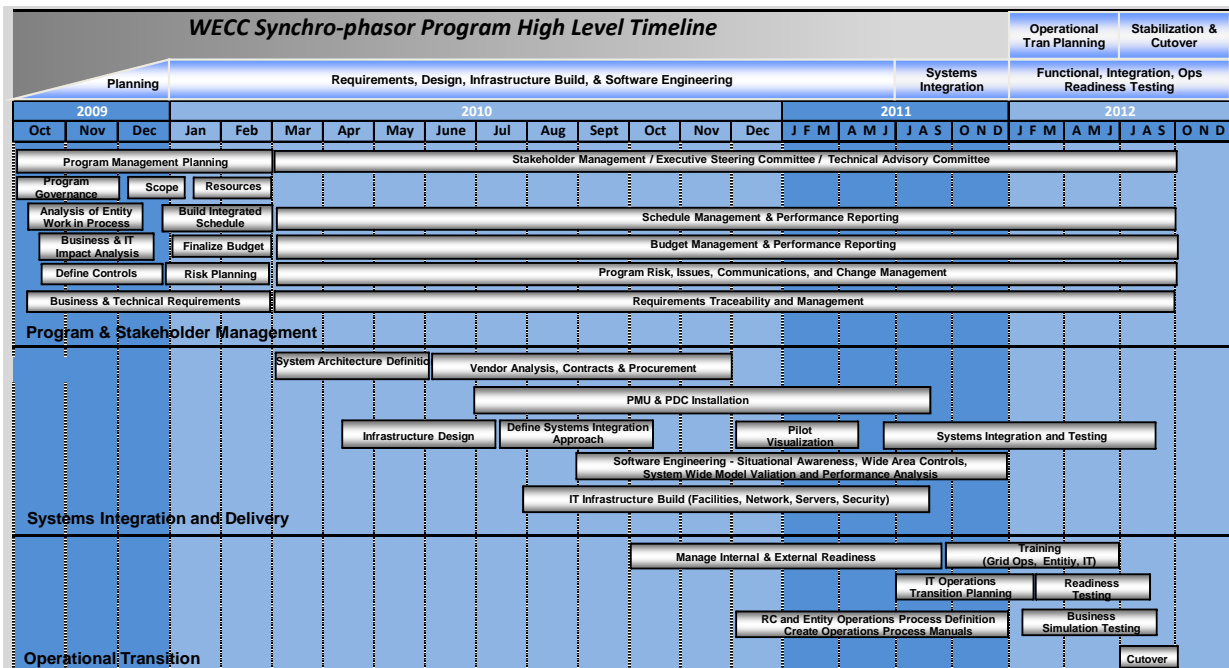 WECC Synchro-phasor Program High Level Timeline
Operational
Tran Planning
Stabilization &
Cutover
Planning
Requirements, Design, Infrastructure Build, & Software Engineering
Systems
Integration
Functional, Integration, Ops
Readiness Testing
2009 2010 2011 2012
Oct Nov Dec Jan Feb Mar Apr May June Jul Aug Sept Oct Nov Dec J F M A M J J A S O N D J F M A M J J A S O N D
Program Management Planning
Stakeholder Management / Executive Steering Committee / Technical Advisory Committee
Program
Governance
Scope
Resources
Analysis of Entity
Work in Process
Build Integrated
Schedule
Schedule Management & Performance Reporting
Business & IT
Impact Analysis
Finalize Budget
Budget Management & Performance Reporting
Define Controls
Risk Planning
Program Risk, Issues, Communications, and Change Management
Business & Technical Requirements
Requirements Traceability and Management
Program & Stakeholder Management
System Architecture Definitio
Vendor Analysis, Contracts & Procurement
PMU & PDC Installation
Infrastructure Design
Define Systems Integration
Approach
Pilot
Visualization
Systems Integration and Testing
Software Engineering - Situational Awareness, Wide Area Controls,
System Wide Model Valiation and Performance Analysis
IT Infrastructure Build (Facilities, Network, Servers, Security)
Systems Integration and Delivery
Manage Internal & External Readiness
Training
(Grid Ops, Entitiy, IT)
IT Operations
Transition Planning
Readiness
Testing
RC and Entity Operations Process Definition
Create Operations Process Manuals
Business
Simulation Testing
Operational Transition
Cutover